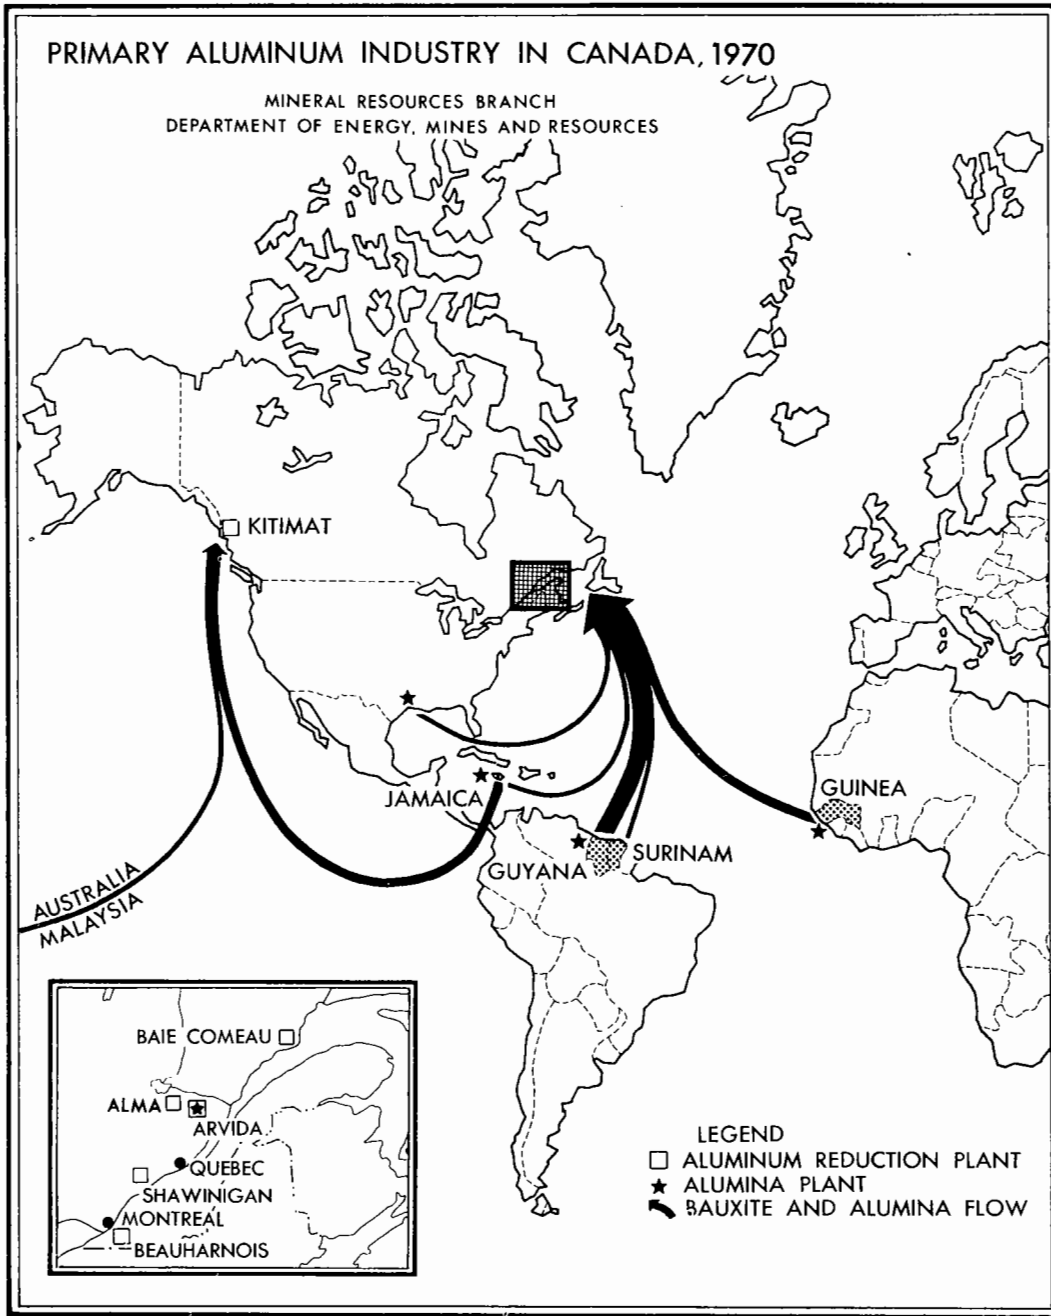 PRIMARY ALUMINUM INDUSTRY IN CANADA, 1970
MINERAL RESOURCES BRANCH
DEPARTMENT OF ENERGY, MINES AND RESOURCES
KITIMAT
JAMAICA
GUINEA
GUYANA
SURINAM
AUSTRALIA
MALAYSIA
BAIE COMEAU
ALMA
ARVIDA
QUEBEC
SHAWINIGAN
MONTREAL
BEAUHARNOIS
LEGEND
ALUMINUM REDUCTION PLANT
ALUMINA PLANT
BAUXITE AND ALUMINA FLOW